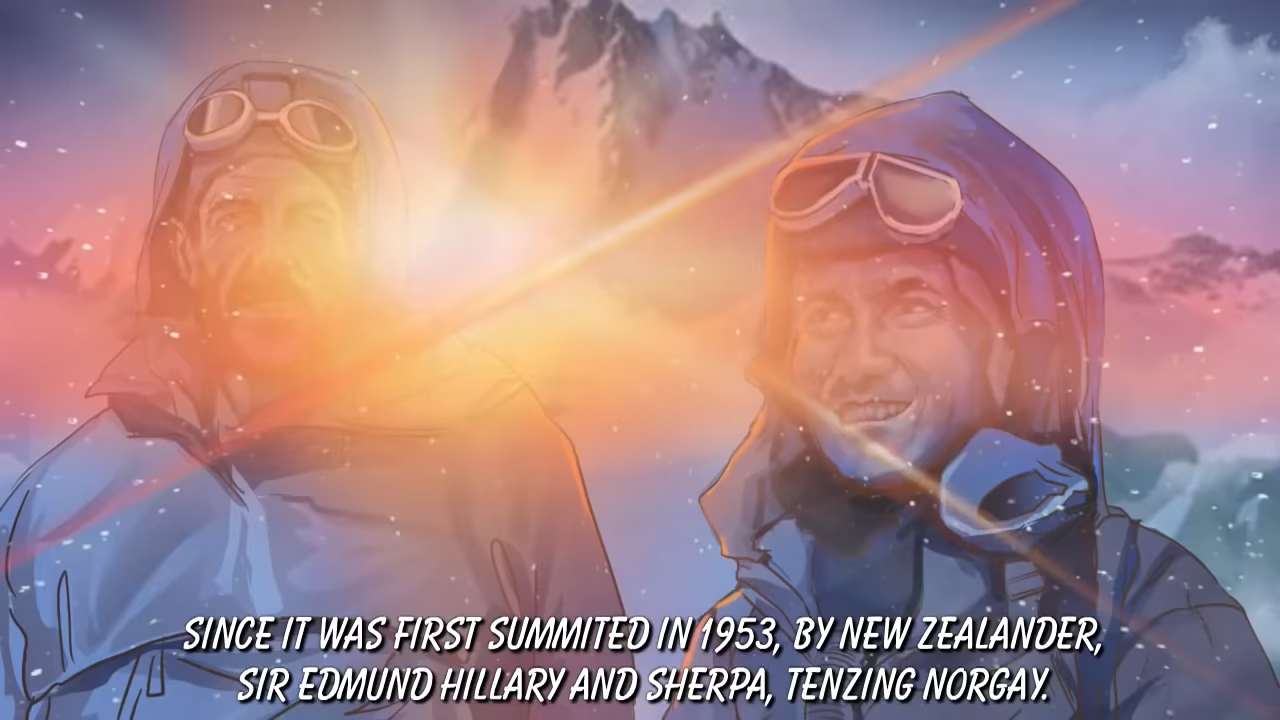 SINCE IT WAS FIRST SUMMITED IN 1953, BY NEW ZEALANDER,
SIR EDMUND HILLARY AND SHERPA, TENZING NORGAY.